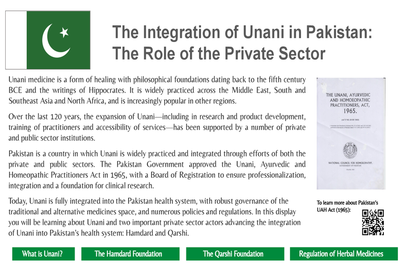 The Integration of Unani in Pakistan:
The Role of the Private Sector
Unani medicine is a form of healing with philosophical foundations dating back to the fifth century
BCE and the writings of Hippocrates. It is widely practiced across the Middle East, South and
Southeast Asia and North Africa, and is increasingly popular in other regions.
Over the last 120 years, the expansion of Unani—including in research and product development,
training of practitioners and accessibility of services—has been supported by a number of private
and public sector institutions.
Pakistan is a country in which Unani is widely practiced and integrated through efforts of both the
private and public sectors. The Pakistan Government approved the Unani, Ayurvedic and
Homeopathic Practitioners Act in 1965, with a Board of Registration to ensure professionalization,
integration and a foundation for clinical research.
Today, Unani is fully integrated into the Pakistan health system, with robust governance of the
traditional and alternative medicines space, and numerous policies and regulations. In this display
you will be learning about Unani and two important private sector actors advancing the integration
of Unani into Pakistan's health system: Hamdard and Qarshi.
THE UNANI, AYURVEDIC
AND HOMOEOPATHIC
PRACTITIONERS, ACT,
1965.
To learn more about Pakistan's
UAH Act (1965):
What is Unani?
The Hamdard Foundation
The Qarshi Foundation
Regulation of Herbal Medicines